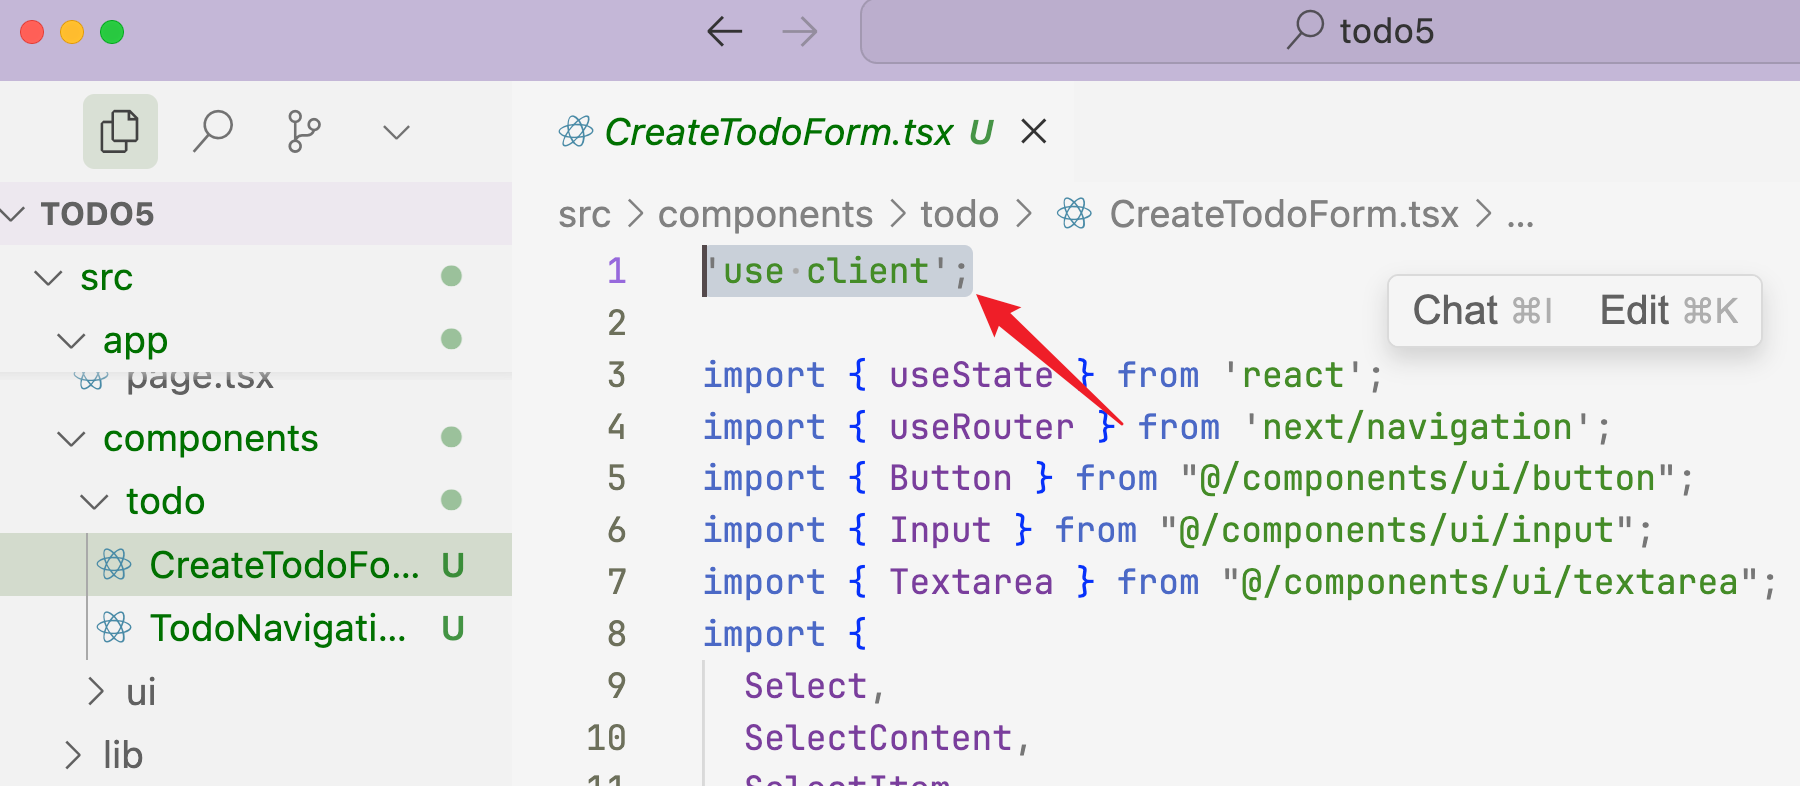 todo5
CreateTodoForm.tsx U
TODO5
src > components > todo > CreateTodoForm.tsx > ...
src
app
page.tsx
components
todo
CreateTodoFo... U
TodoNavigati... U
ui
lib
1 'use client';
Chat ⌘I Edit ⌘K
2
3 import { useState } from 'react';
4 import { useRouter } from 'next/navigation';
5 import { Button } from "@/components/ui/button";
6 import { Input } from "@/components/ui/input";
7 import { Textarea } from "@/components/ui/textarea";
8 import {
9 Select,
10 SelectContent,
11 SelectItem